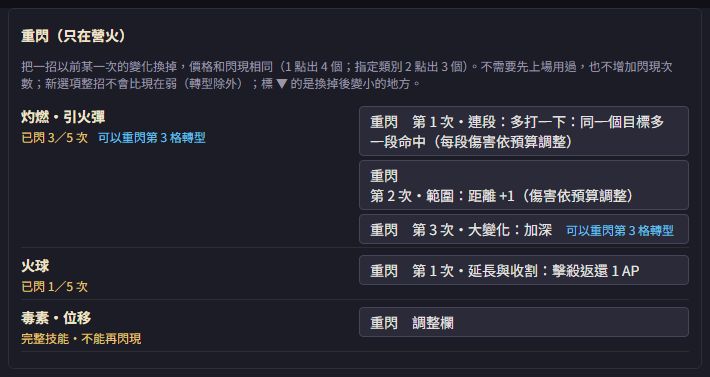 重閃（只在營火）
把一招以前某一次的變化換掉，價格和閃現相同（1 點出 4 個；指定類別 2 點出 3 個）。不需要先上場用過，也不增加閃現次
數；新選項整招不會比現在弱（轉型除外）；標 ▼ 的是換掉後變小的地方。
灼燃・引火彈
已閃 3／5 次 可以重閃第 3 格轉型
重閃 第 1 次・連段：多打一下：同一個目標多
一段命中（每段傷害依預算調整）
重閃
第 2 次・範圍：距離 +1（傷害依預算調整）
重閃 第 3 次・大變化：加深 可以重閃第 3 格轉型
火球
已閃 1／5 次
重閃 第 1 次・延長與收割：擊殺返還 1 AP
毒素・位移
完整技能・不能再閃現
重閃 調整欄